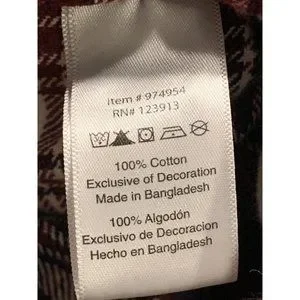 Item # 974954
RN# 123913
100% Cotton
Exclusive of Decoration
Made in Bangladesh
100% Algodón
Exclusivo de Decoracion
Hecho en Bangladesh